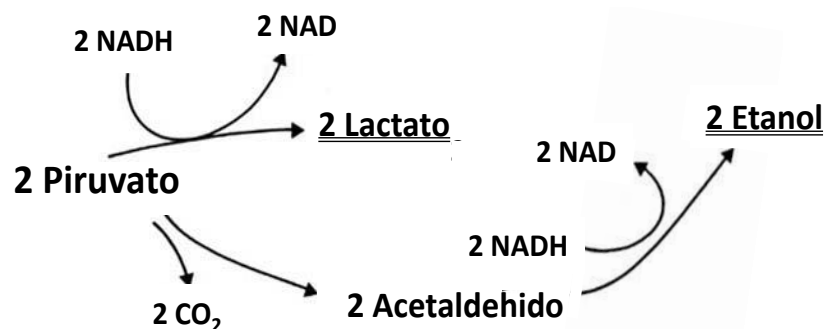 2 NADH
2 NAD
2 Lactato
2 Etanol
2 NAD
2 Piruvato
2 NADH
2 Acetaldehido
2 CO₂